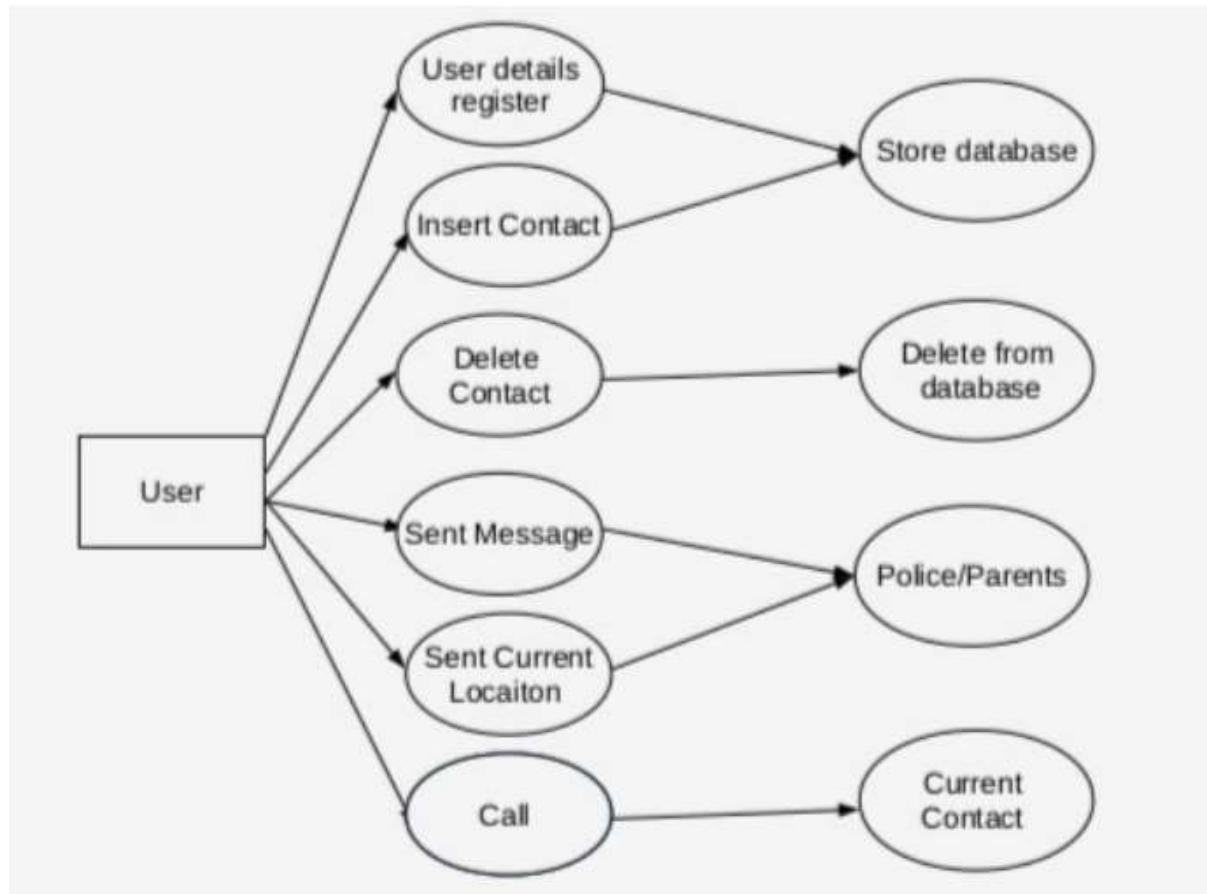 User details
register
Store database
Insert Contact
Delete
Contact
Delete from
database
User
Sent Message
Police/Parents
Sent Current
Locaiton
Call
Current
Contact